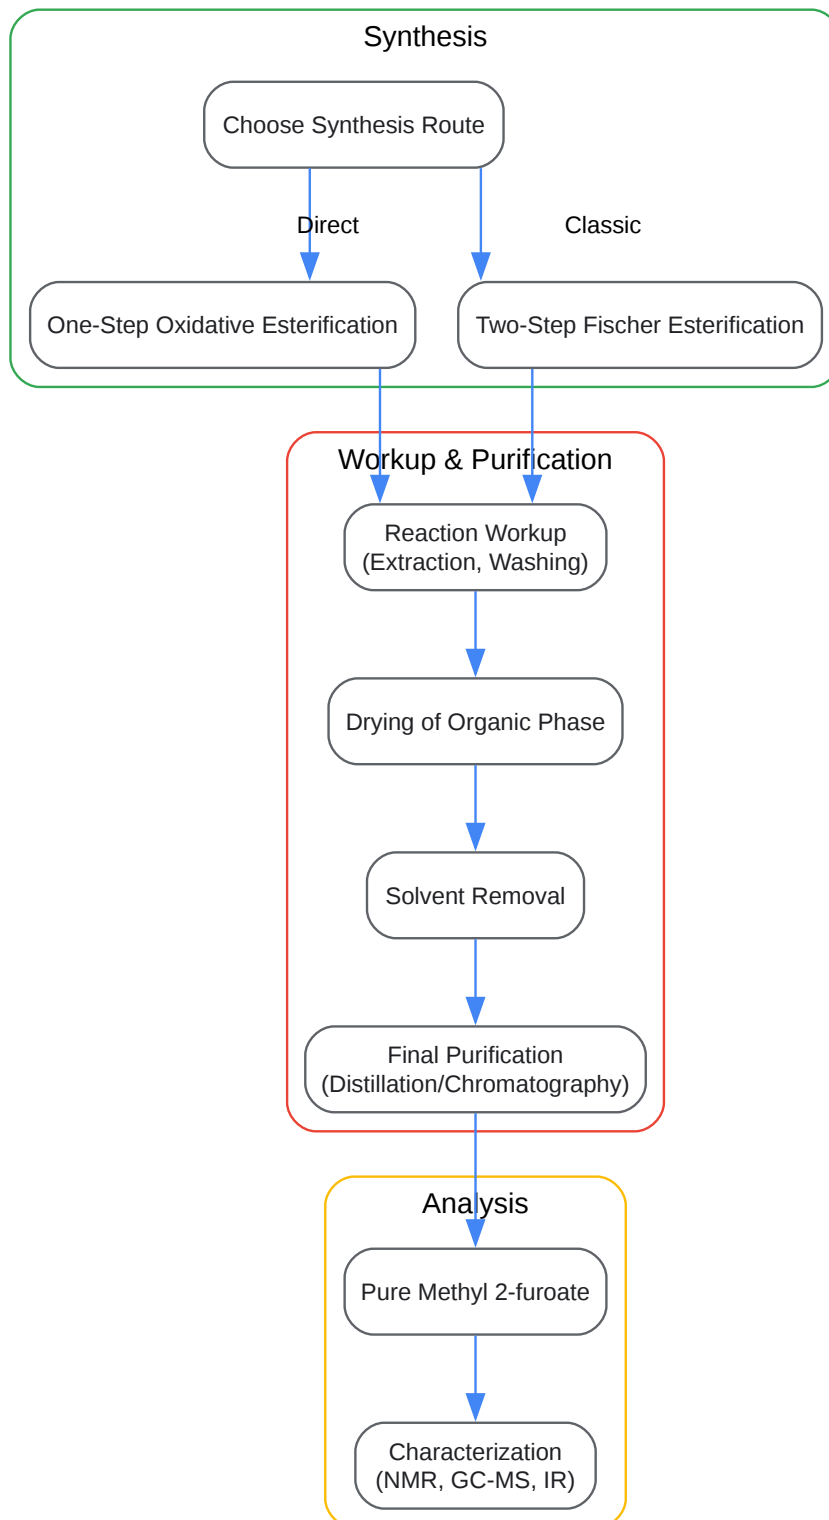 Synthesis
Choose Synthesis Route
Direct
Classic
One-Step Oxidative Esterification
Two-Step Fischer Esterification
Workup & Purification
Reaction Workup
(Extraction, Washing)
Drying of Organic Phase
Solvent Removal
Final Purification
(Distillation/Chromatography)
Analysis
Pure Methyl 2-furoate
Characterization
(NMR, GC-MS, IR)